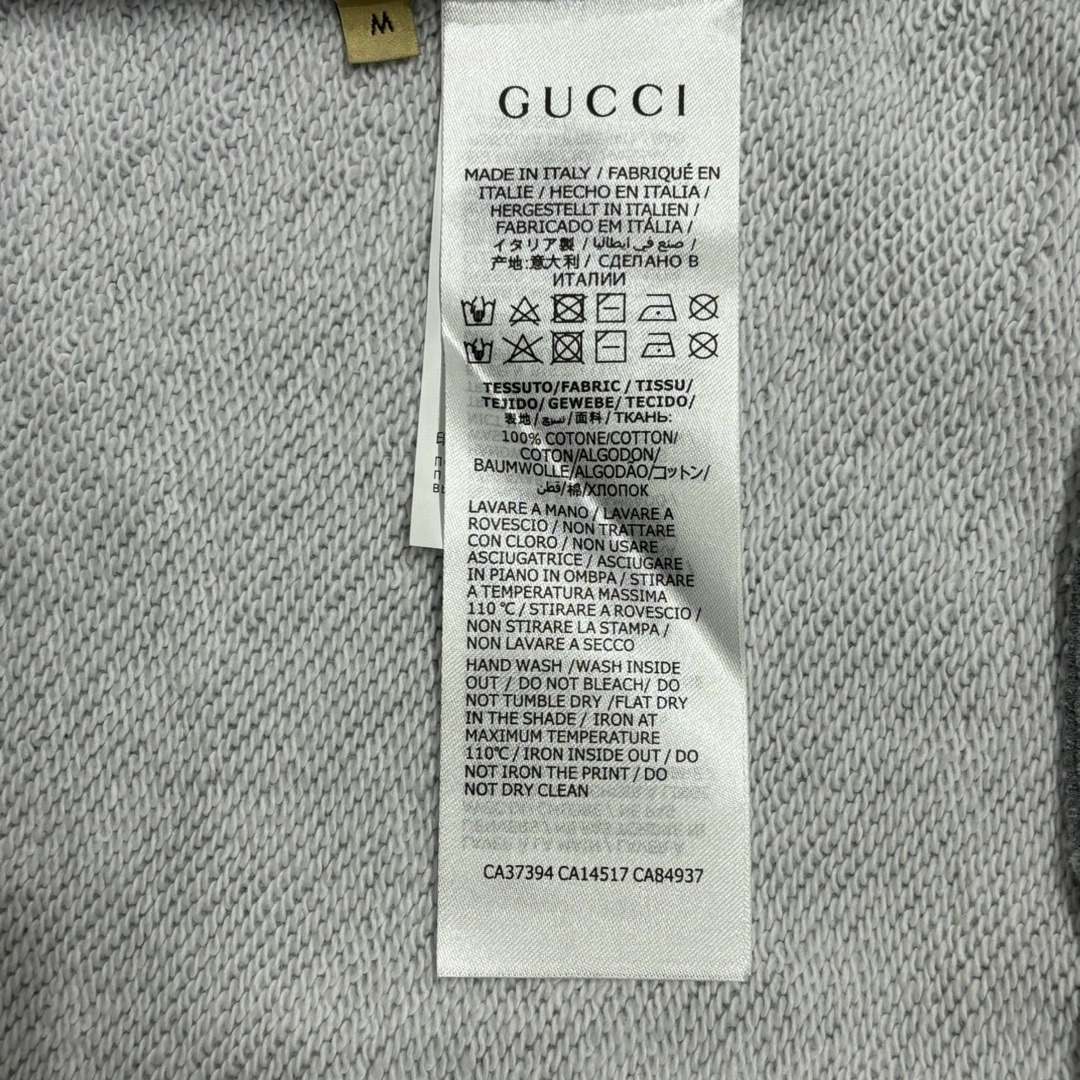 M
GUCCI
MADE IN ITALY / FABRIQUÉ EN
ITALIE / HECHO EN ITALIA /
HERGESTELLT IN ITALIEN /
FABRICADO EM ITÁLIA /
イタリア製 / صنع في ايطاليا /
产地:意大利 / СДЕЛАНО В
ИТАЛИИ
TESSUTO/FABRIC / TISSU/
TEJIDO/ GEWEBE/ TECIDO/
表地/نسيج/面料/ТКАНЬ:
100% COTONE/COTTON/
COTON/ALGODON/
BAUMWOLLE/ALGODÃO/コットン/
قطن/棉/ХЛОПОК
LAVARE A MANO / LAVARE A
ROVESCIO / NON TRATTARE
CON CLORO / NON USARE
ASCIUGATRICE / ASCIUGARE
IN PIANO IN OMBPA / STIRARE
A TEMPERATURA MASSIMA
110 ℃ / STIRARE A ROVESCIO /
NON STIRARE LA STAMPA /
NON LAVARE A SECCO
HAND WASH /WASH INSIDE
OUT / DO NOT BLEACH/ DO
NOT TUMBLE DRY /FLAT DRY
IN THE SHADE / IRON AT
MAXIMUM TEMPERATURE
110℃ / IRON INSIDE OUT / DO
NOT IRON THE PRINT / DO
NOT DRY CLEAN
CA37394 CA14517 CA84937